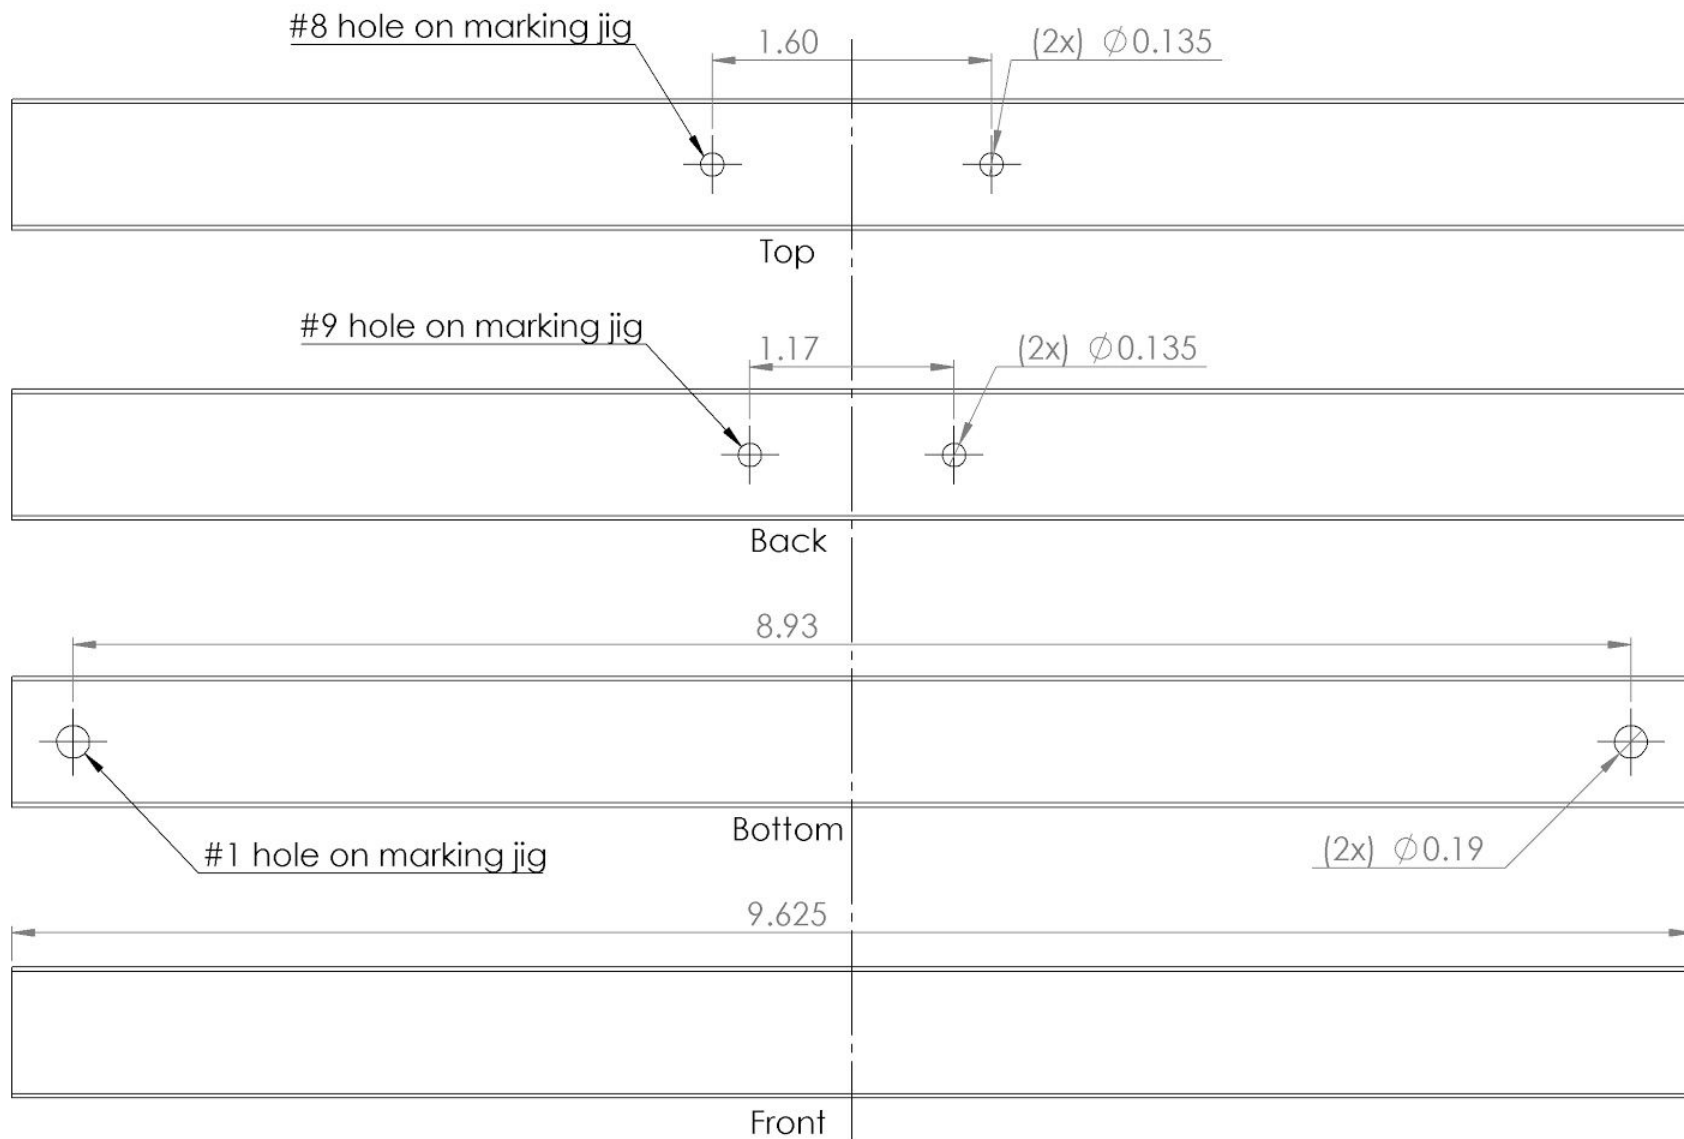 #8 hole on marking jig
1.60
(2x) ∅0.135
Top
#9 hole on marking jig
1.17
(2x) ∅0.135
Back
8.93
Bottom
#1 hole on marking jig
(2x) ∅0.19
9.625
Front